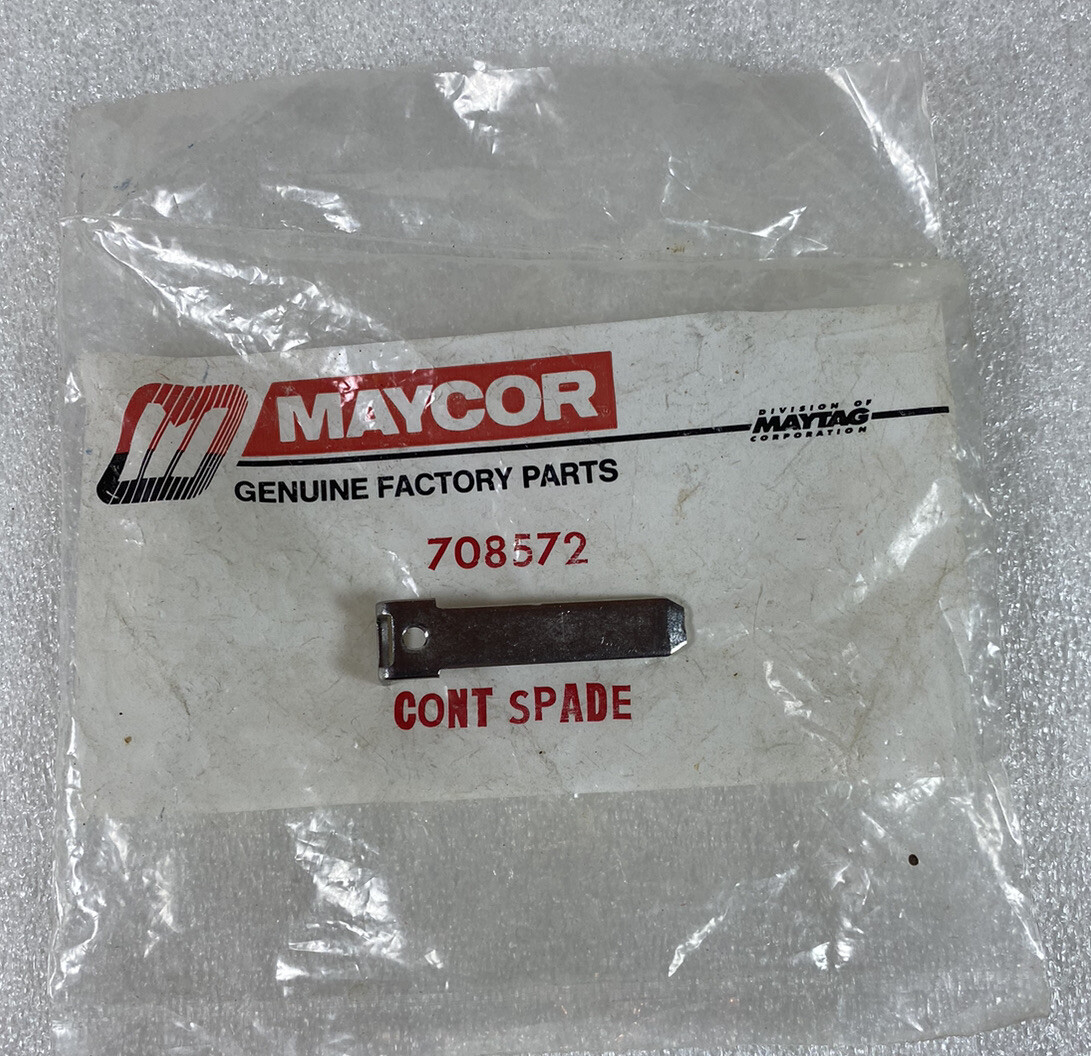 MAYCOR
DIVISION OF
MAYTAG
CORPORATION
GENUINE FACTORY PARTS
708572
CONT SPADE